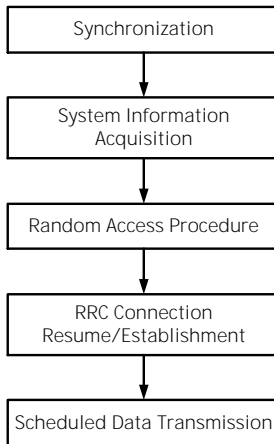 Synchronization
System Information
Acquisition
Random Access Procedure
RRC Connection
Resume/Establishment
Scheduled Data Transmission